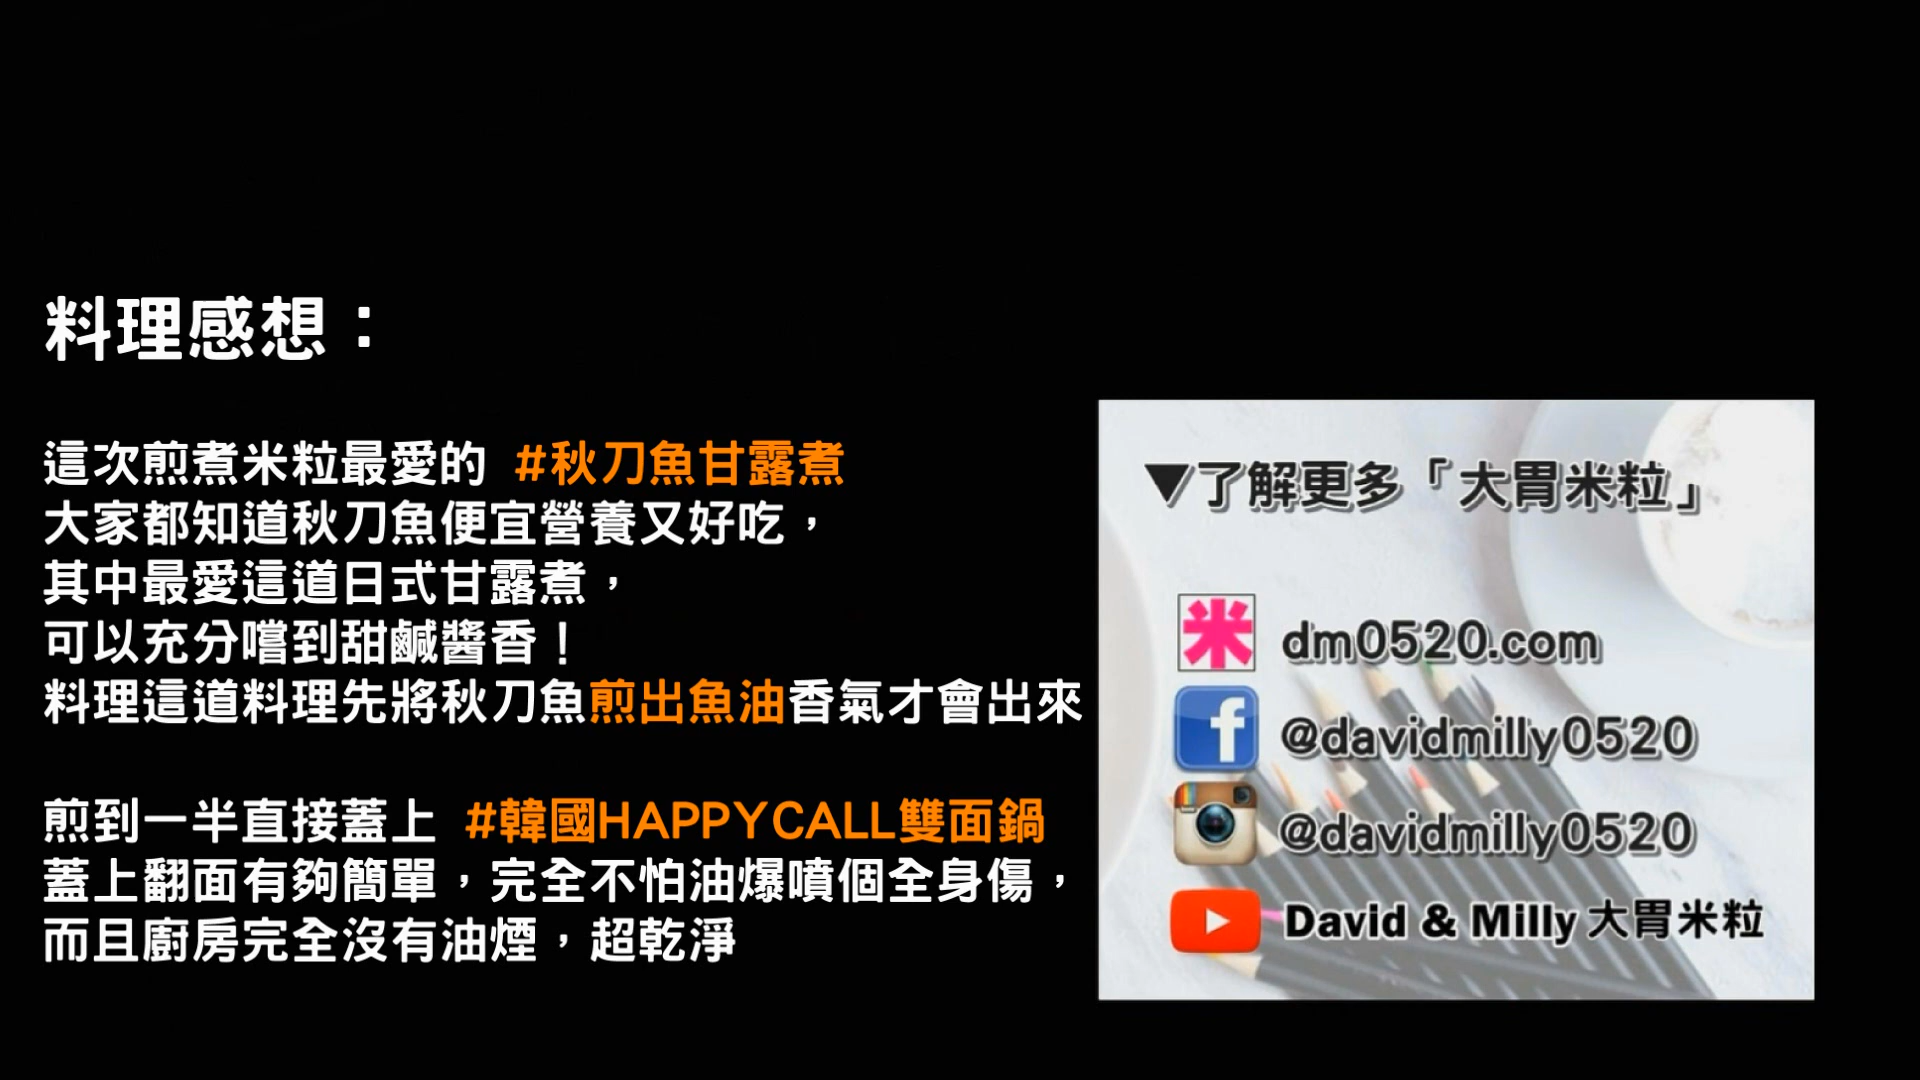 料理感想：
這次煎煮米粒最愛的 #秋刀魚甘露煮
大家都知道秋刀魚便宜營養又好吃，
其中最愛這道日式甘露煮，
可以充分嚐到甜鹹醬香！
料理這道料理先將秋刀魚煎出魚油香氣才會出來
煎到一半直接蓋上 #韓國HAPPYCALL雙面鍋
蓋上翻面有夠簡單，完全不怕油爆噴個全身傷，
而且廚房完全沒有油煙，超乾淨
▼了解更多「大胃米粒」
米 dm0520.com
f @davidmilly0520
@davidmilly0520
David & Milly 大胃米粒